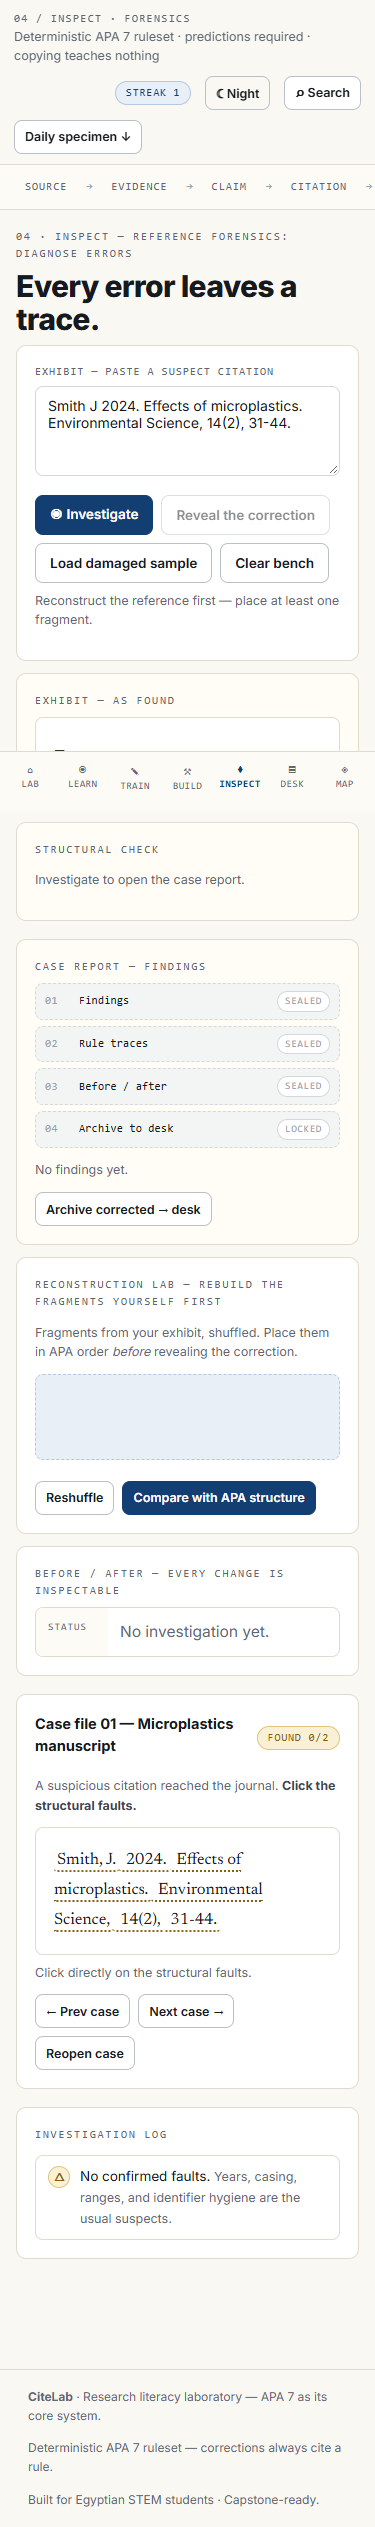 04 / INSPECT · FORENSICS
Deterministic APA 7 ruleset · predictions required ·
copying teaches nothing
STREAK 1
☾ Night
⌕ Search
Daily specimen ↓
SOURCE → EVIDENCE → CLAIM → CITATION →
04 · INSPECT — REFERENCE FORENSICS:
DIAGNOSE ERRORS
Every error leaves a
trace.
EXHIBIT — PASTE A SUSPECT CITATION
Smith J 2024. Effects of microplastics.
Environmental Science, 14(2), 31-44.
◉ Investigate
Reveal the correction
Load damaged sample
Clear bench
Reconstruct the reference first — place at least one
fragment.
EXHIBIT — AS FOUND
LAB LEARN TRAIN BUILD INSPECT DESK MAP
STRUCTURAL CHECK
Investigate to open the case report.
CASE REPORT — FINDINGS
01 Findings SEALED
02 Rule traces SEALED
03 Before / after SEALED
04 Archive to desk LOCKED
No findings yet.
Archive corrected → desk
RECONSTRUCTION LAB — REBUILD THE
FRAGMENTS YOURSELF FIRST
Fragments from your exhibit, shuffled. Place them
in APA order before revealing the correction.
Reshuffle
Compare with APA structure
BEFORE / AFTER — EVERY CHANGE IS
INSPECTABLE
STATUS No investigation yet.
Case file 01 — Microplastics
manuscript
FOUND 0/2
A suspicious citation reached the journal. Click the
structural faults.
Smith, J. 2024. Effects of
microplastics. Environmental
Science, 14(2), 31-44.
Click directly on the structural faults.
← Prev case
Next case →
Reopen case
INVESTIGATION LOG
No confirmed faults. Years, casing,
ranges, and identifier hygiene are the
usual suspects.
CiteLab · Research literacy laboratory — APA 7 as its
core system.
Deterministic APA 7 ruleset — corrections always cite a
rule.
Built for Egyptian STEM students · Capstone-ready.